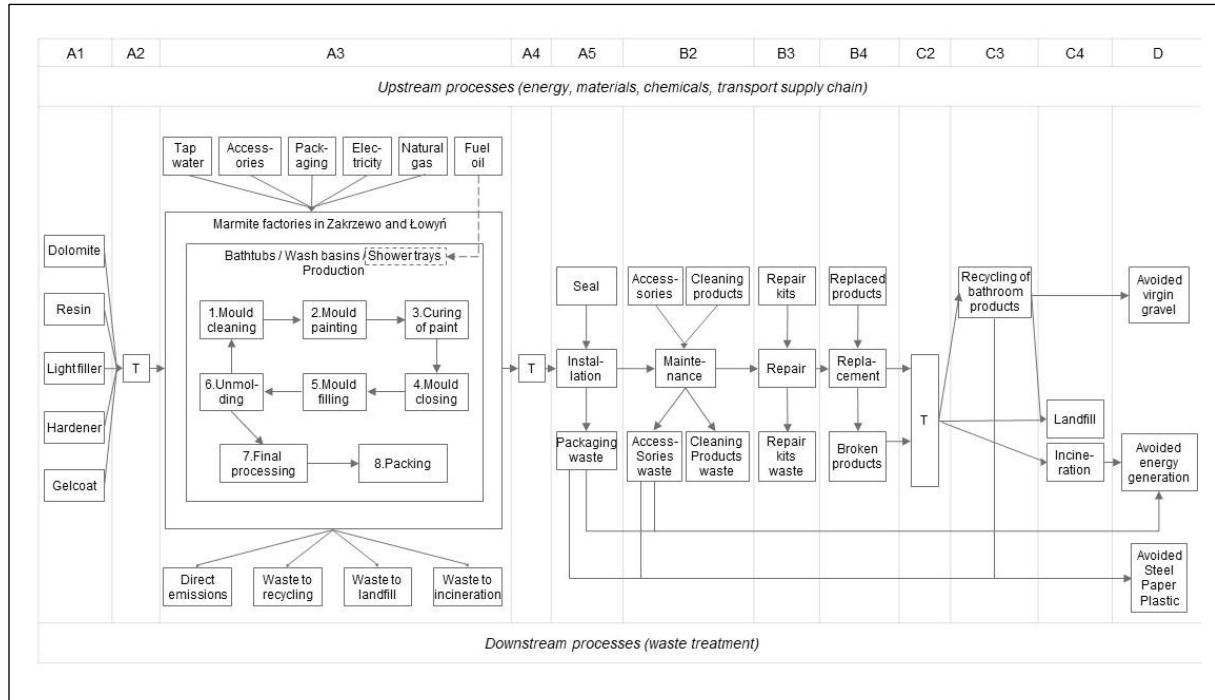 A1 A2 A3 A4 A5 B2 B3 B4 C2 C3 C4 D
Upstream processes (energy, materials, chemicals, transport supply chain)
Dolomite
Resin
Light filler
Hardener
Gelcoat
T
Tap
water
Access-
ories
Pack-
aging
Elec-
tricity
Natural
gas
Fuel
oil
Marmite factories in Zakrzewo and Łowyń
Bathtubs / Wash basins / Shower trays
Production
1.Mould
cleaning
2.Mould
painting
3.Curing
of paint
6.Unmol-
ding
5.Mould
filling
4.Mould
closing
7.Final
processing
8.Packing
Direct
emissions
Waste to
recycling
Waste to
landfill
Waste to
incineration
T
Seal
Instal-
lation
Packaging
waste
Access-
sories
Cleaning
products
Mainte-
nance
Access-
Sories
waste
Cleaning
Products
waste
Repair
kits
Repair
Repair
kits
waste
Replaced
products
Repla-
cement
Broken
products
T
Recycling of
bathroom
products
Landfill
Incine-
ration
Avoided
virgin
gravel
Avoided
energy
generation
Avoided
Steel
Paper
Plastic
Downstream processes (waste treatment)